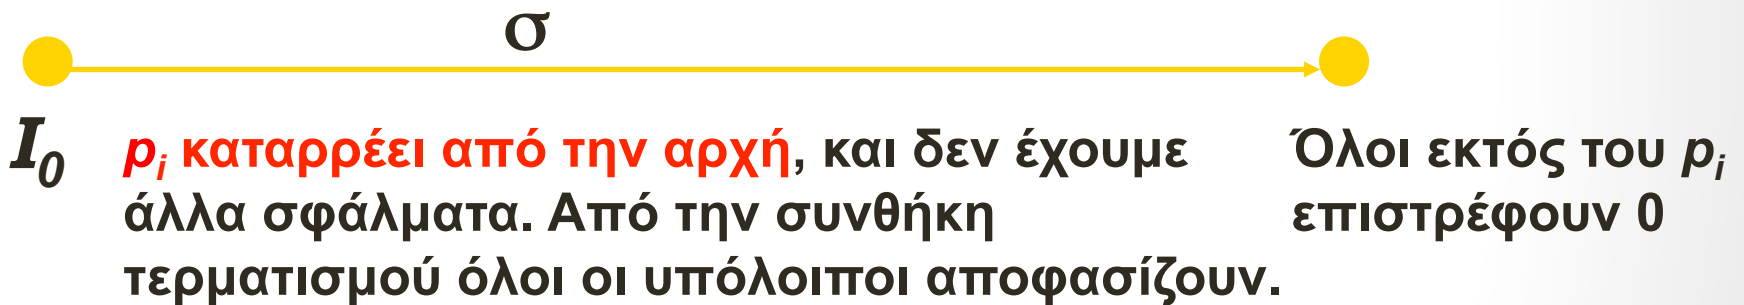 σ
I₀ pᵢ καταρρέει από την αρχή, και δεν έχουμε
άλλα σφάλματα. Από την συνθήκη
τερματισμού όλοι οι υπόλοιποι αποφασίζουν.
Όλοι εκτός του pᵢ
επιστρέφουν 0